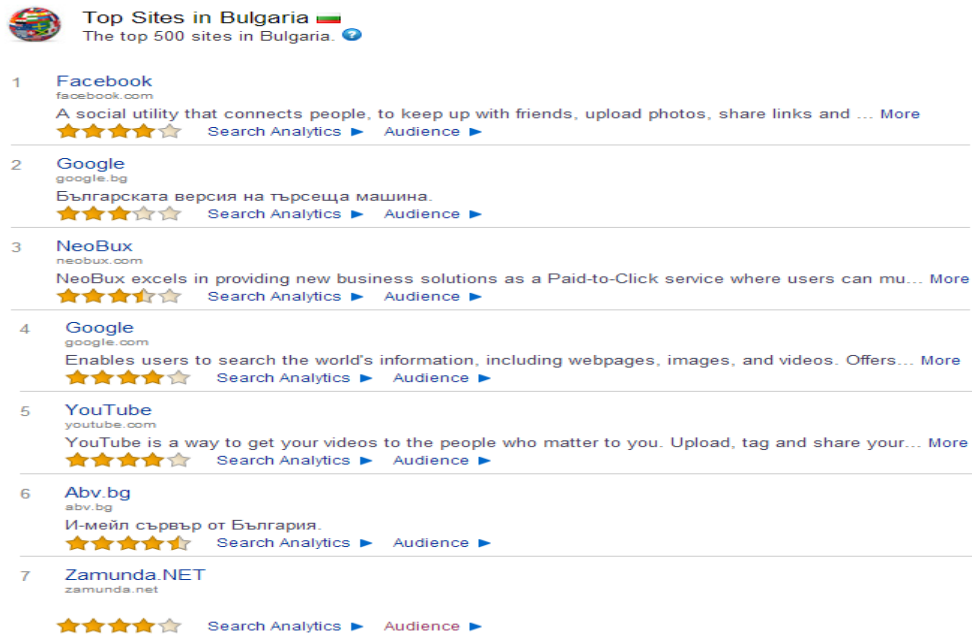 Top Sites in Bulgaria
The top 500 sites in Bulgaria. ?
1 Facebook
facebook.com
A social utility that connects people, to keep up with friends, upload photos, share links and ... More
Search Analytics ► Audience ►
2 Google
google.bg
Българската версия на търсеща машина.
Search Analytics ► Audience ►
3 NeoBux
neobux.com
NeoBux excels in providing new business solutions as a Paid-to-Click service where users can mu... More
Search Analytics ► Audience ►
4 Google
google.com
Enables users to search the world's information, including webpages, images, and videos. Offers... More
Search Analytics ► Audience ►
5 YouTube
youtube.com
YouTube is a way to get your videos to the people who matter to you. Upload, tag and share your... More
Search Analytics ► Audience ►
6 Abv.bg
abv.bg
И-мейл сървър от България.
Search Analytics ► Audience ►
7 Zamunda.NET
zamunda.net
Search Analytics ► Audience ►